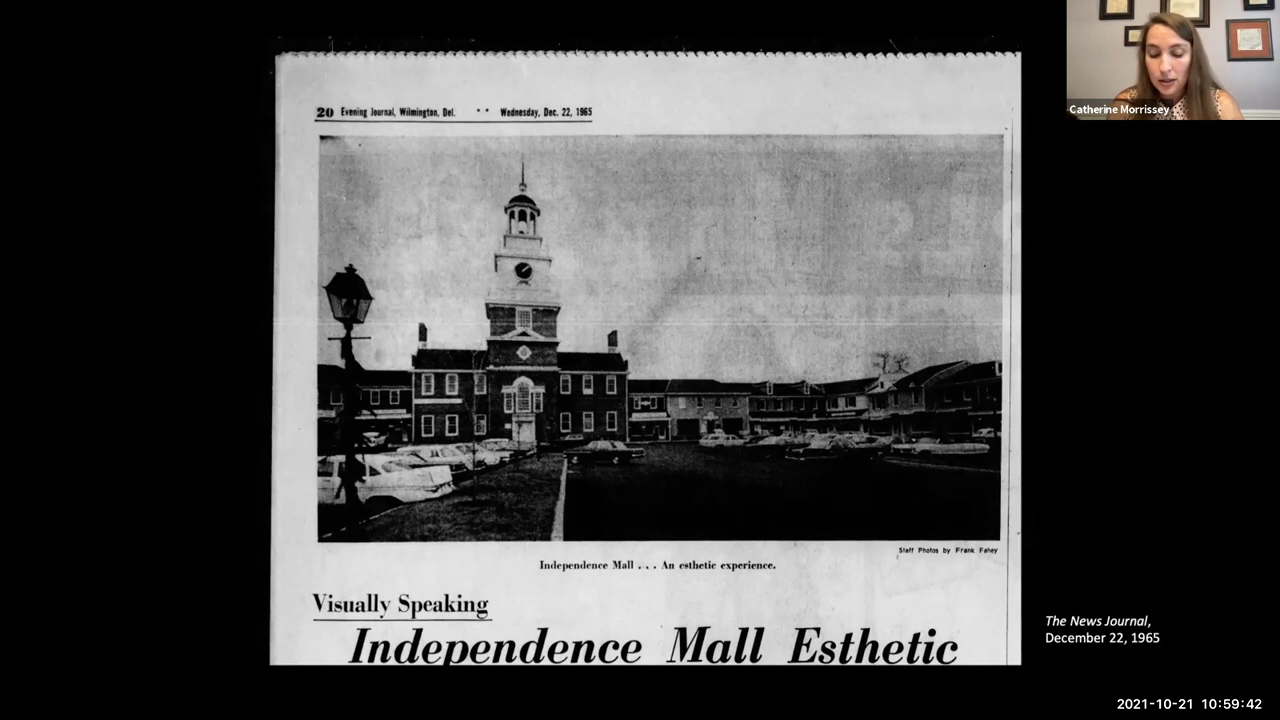 Catherine Morrissey
20 Evening Journal, Wilmington, Del. * * Wednesday, Dec. 22, 1965
Staff Photos by Frank Fahey
Independence Mall . . . An esthetic experience.
Visually Speaking
Independence Mall Esthetic
The News Journal,
December 22, 1965
2021-10-21 10:59:42